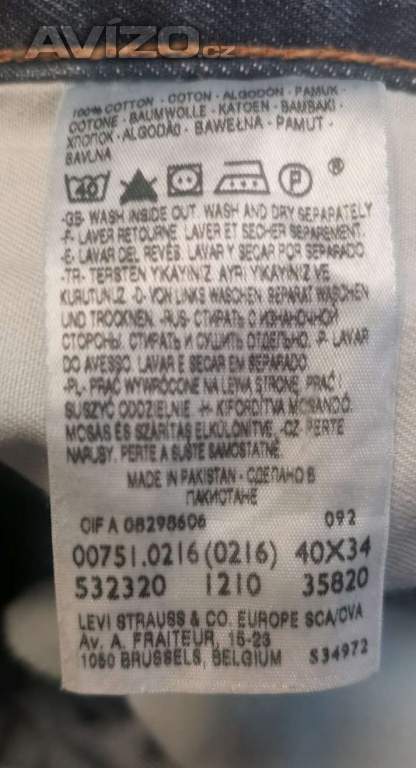 AVÍZO.cz
100% COTTON - COTON - ALGODON - PAMUK -
COTONE - BAUMWOLLE - KATOEN - BAMBAKI -
ХЛОПОК - ALGODÃO - BAWEŁNA - PAMUT -
BAVLNA
40 P ®
-GB- WASH INSIDE OUT. WASH AND DRY SEPARATELY
-F- LAVER RETOURNE. LAVER ET SECHER SEPAREMENT.
-E- LAVAR DEL REVÉS. LAVAR Y SECAR POR SEPARADO
-TR- TERSTEN YIKAYINIZ AYRI YIKAYINIZ VE
KURUTUNUZ -D- VON LINKS WASCHEN. SEPARAT WASCHEN
UND TROCKNEN. -RUS- СТИРАТЬ С ИЗНАНОЧНОЙ
СТОРОНЫ. СТИРАТЬ И СУШИТЬ ОТДЕЛЬНО. -P- LAVAR
DO AVESSO. LAVAR E SECAR EM SEPARADO.
-PL- PRAĆ WYWRÓCONE NA LEWĄ STRONĘ. PRAĆ I
SUSZYĆ ODDZIELNIE -H- KIFORDÍTVA MOSANDÓ.
MOSÁS ÉS SZÁRÍTÁS ELKÜLÖNÍTVE. -CZ- PERTE
NARUBY. PERTE A SUŠTE SAMOSTATNĚ.
MADE IN PAKISTAN - СДЕЛАНО В
ПАКИСТАНЕ
CIF A 08298606 092
00751.0216 (0216) 40X34
532320 1210 35820
LEVI STRAUSS & CO. EUROPE SCA/CVA
Av. A. FRAITEUR, 15-23
1050 BRUSSELS, BELGIUM S34972